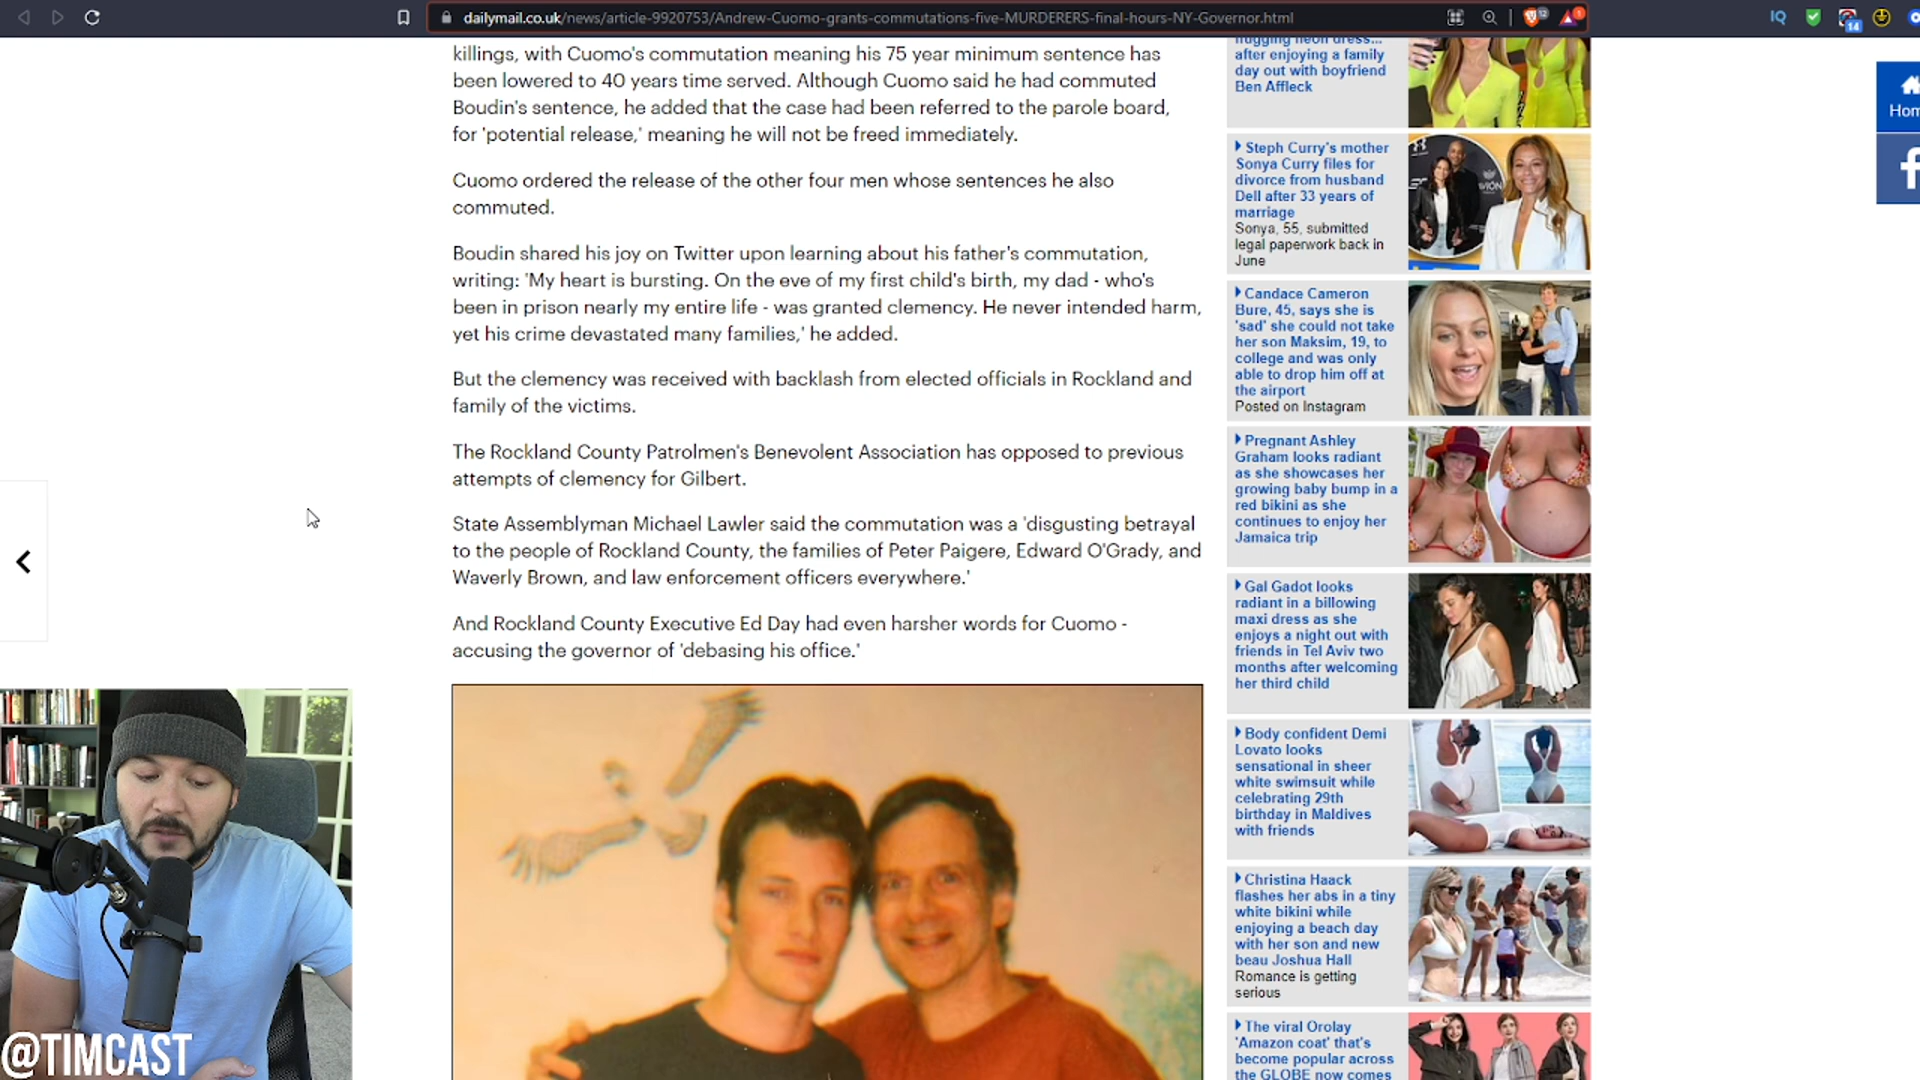 dailymail.co.uk/news/article-9920753/Andrew-Cuomo-grants-commutations-five-MURDERERS-final-hours-NY-Governor.html
IQ
12
1
14
killings, with Cuomo's commutation meaning his 75 year minimum sentence has
been lowered to 40 years time served. Although Cuomo said he had commuted
Boudin's sentence, he added that the case had been referred to the parole board,
for 'potential release,' meaning he will not be freed immediately.
Cuomo ordered the release of the other four men whose sentences he also
commuted.
Boudin shared his joy on Twitter upon learning about his father's commutation,
writing: 'My heart is bursting. On the eve of my first child's birth, my dad - who's
been in prison nearly my entire life - was granted clemency. He never intended harm,
yet his crime devastated many families,' he added.
But the clemency was received with backlash from elected officials in Rockland and
family of the victims.
The Rockland County Patrolmen's Benevolent Association has opposed to previous
attempts of clemency for Gilbert.
State Assemblyman Michael Lawler said the commutation was a 'disgusting betrayal
to the people of Rockland County, the families of Peter Paigere, Edward O'Grady, and
Waverly Brown, and law enforcement officers everywhere.'
And Rockland County Executive Ed Day had even harsher words for Cuomo -
accusing the governor of 'debasing his office.'
hugging neon dress...
after enjoying a family
day out with boyfriend
Ben Affleck
Steph Curry's mother
Sonya Curry files for
divorce from husband
Dell after 33 years of
marriage
Sonya, 55, submitted
legal paperwork back in
June
Candace Cameron
Bure, 45, says she is
'sad' she could not take
her son Maksim, 19, to
college and was only
able to drop him off at
the airport
Posted on Instagram
Pregnant Ashley
Graham looks radiant
as she showcases her
growing baby bump in a
red bikini as she
continues to enjoy her
Jamaica trip
Gal Gadot looks
radiant in a billowing
maxi dress as she
enjoys a night out with
friends in Tel Aviv two
months after welcoming
her third child
Body confident Demi
Lovato looks
sensational in sheer
white swimsuit while
celebrating 29th
birthday in Maldives
with friends
Christina Haack
flashes her abs in a tiny
white bikini while
enjoying a beach day
with her son and new
beau Joshua Hall
Romance is getting
serious
The viral Orolay
'Amazon coat' that's
become popular across
the GLOBE now comes
Hom
f
@TIMCAST